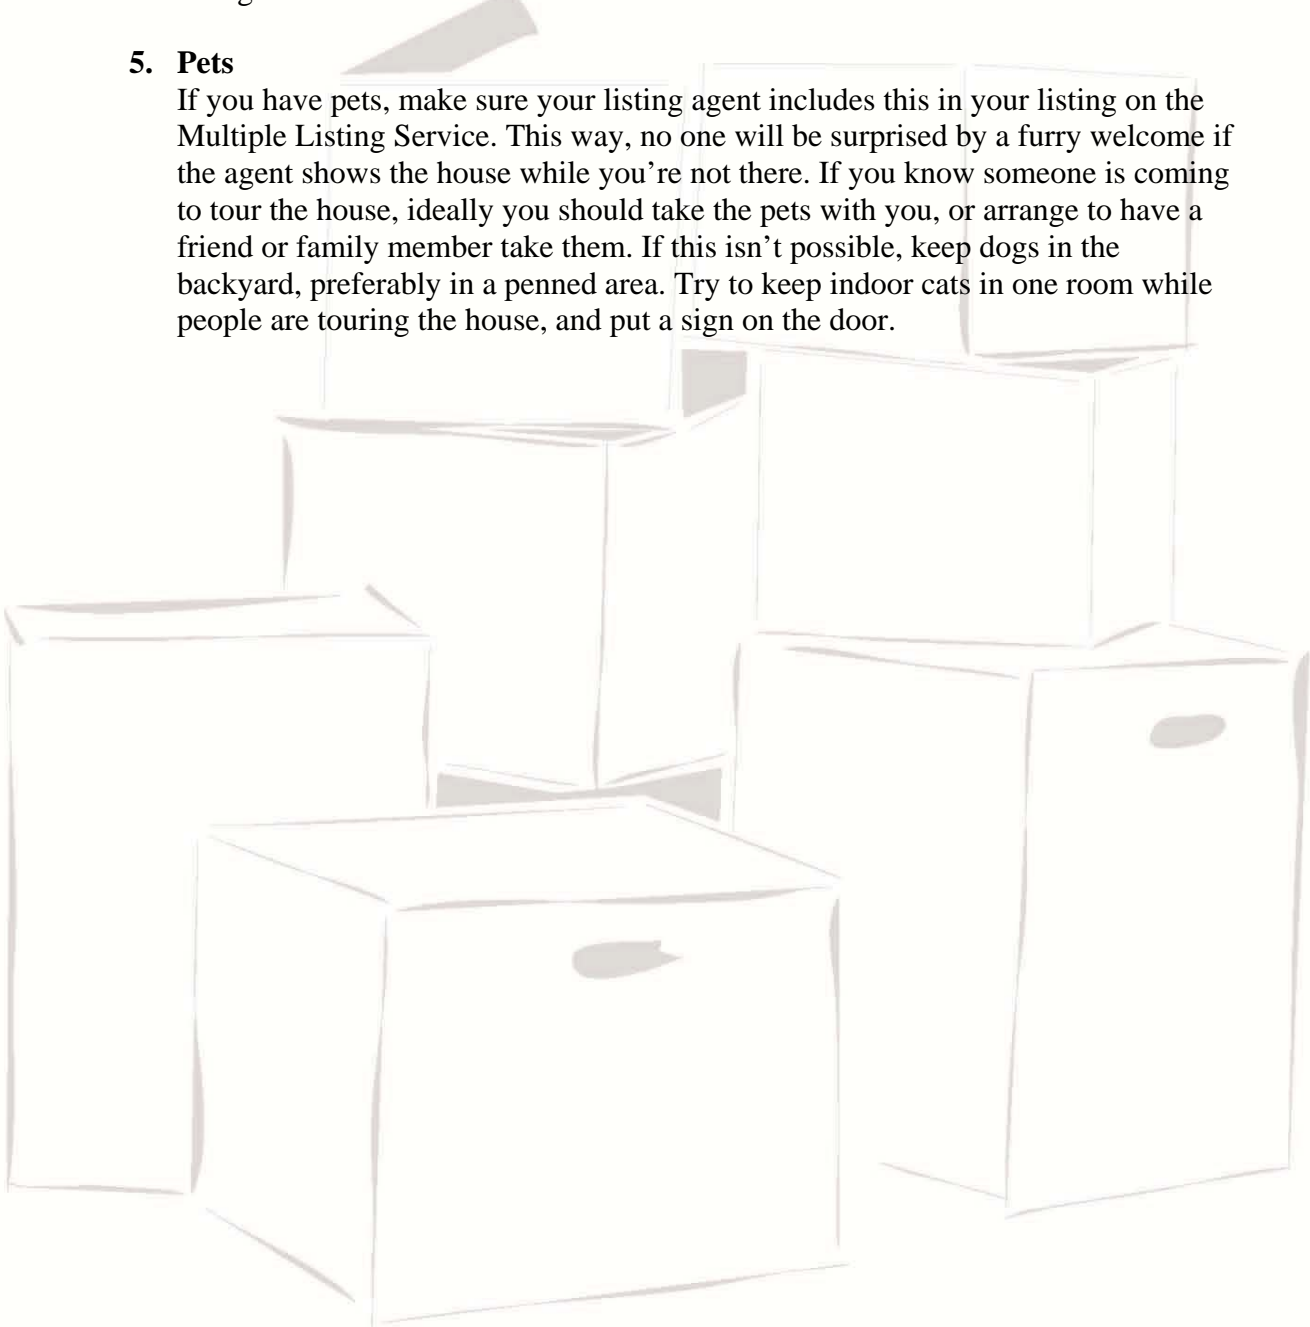 5. Pets
If you have pets, make sure your listing agent includes this in your listing on the
Multiple Listing Service. This way, no one will be surprised by a furry welcome if
the agent shows the house while you’re not there. If you know someone is coming
to tour the house, ideally you should take the pets with you, or arrange to have a
friend or family member take them. If this isn’t possible, keep dogs in the
backyard, preferably in a penned area. Try to keep indoor cats in one room while
people are touring the house, and put a sign on the door.